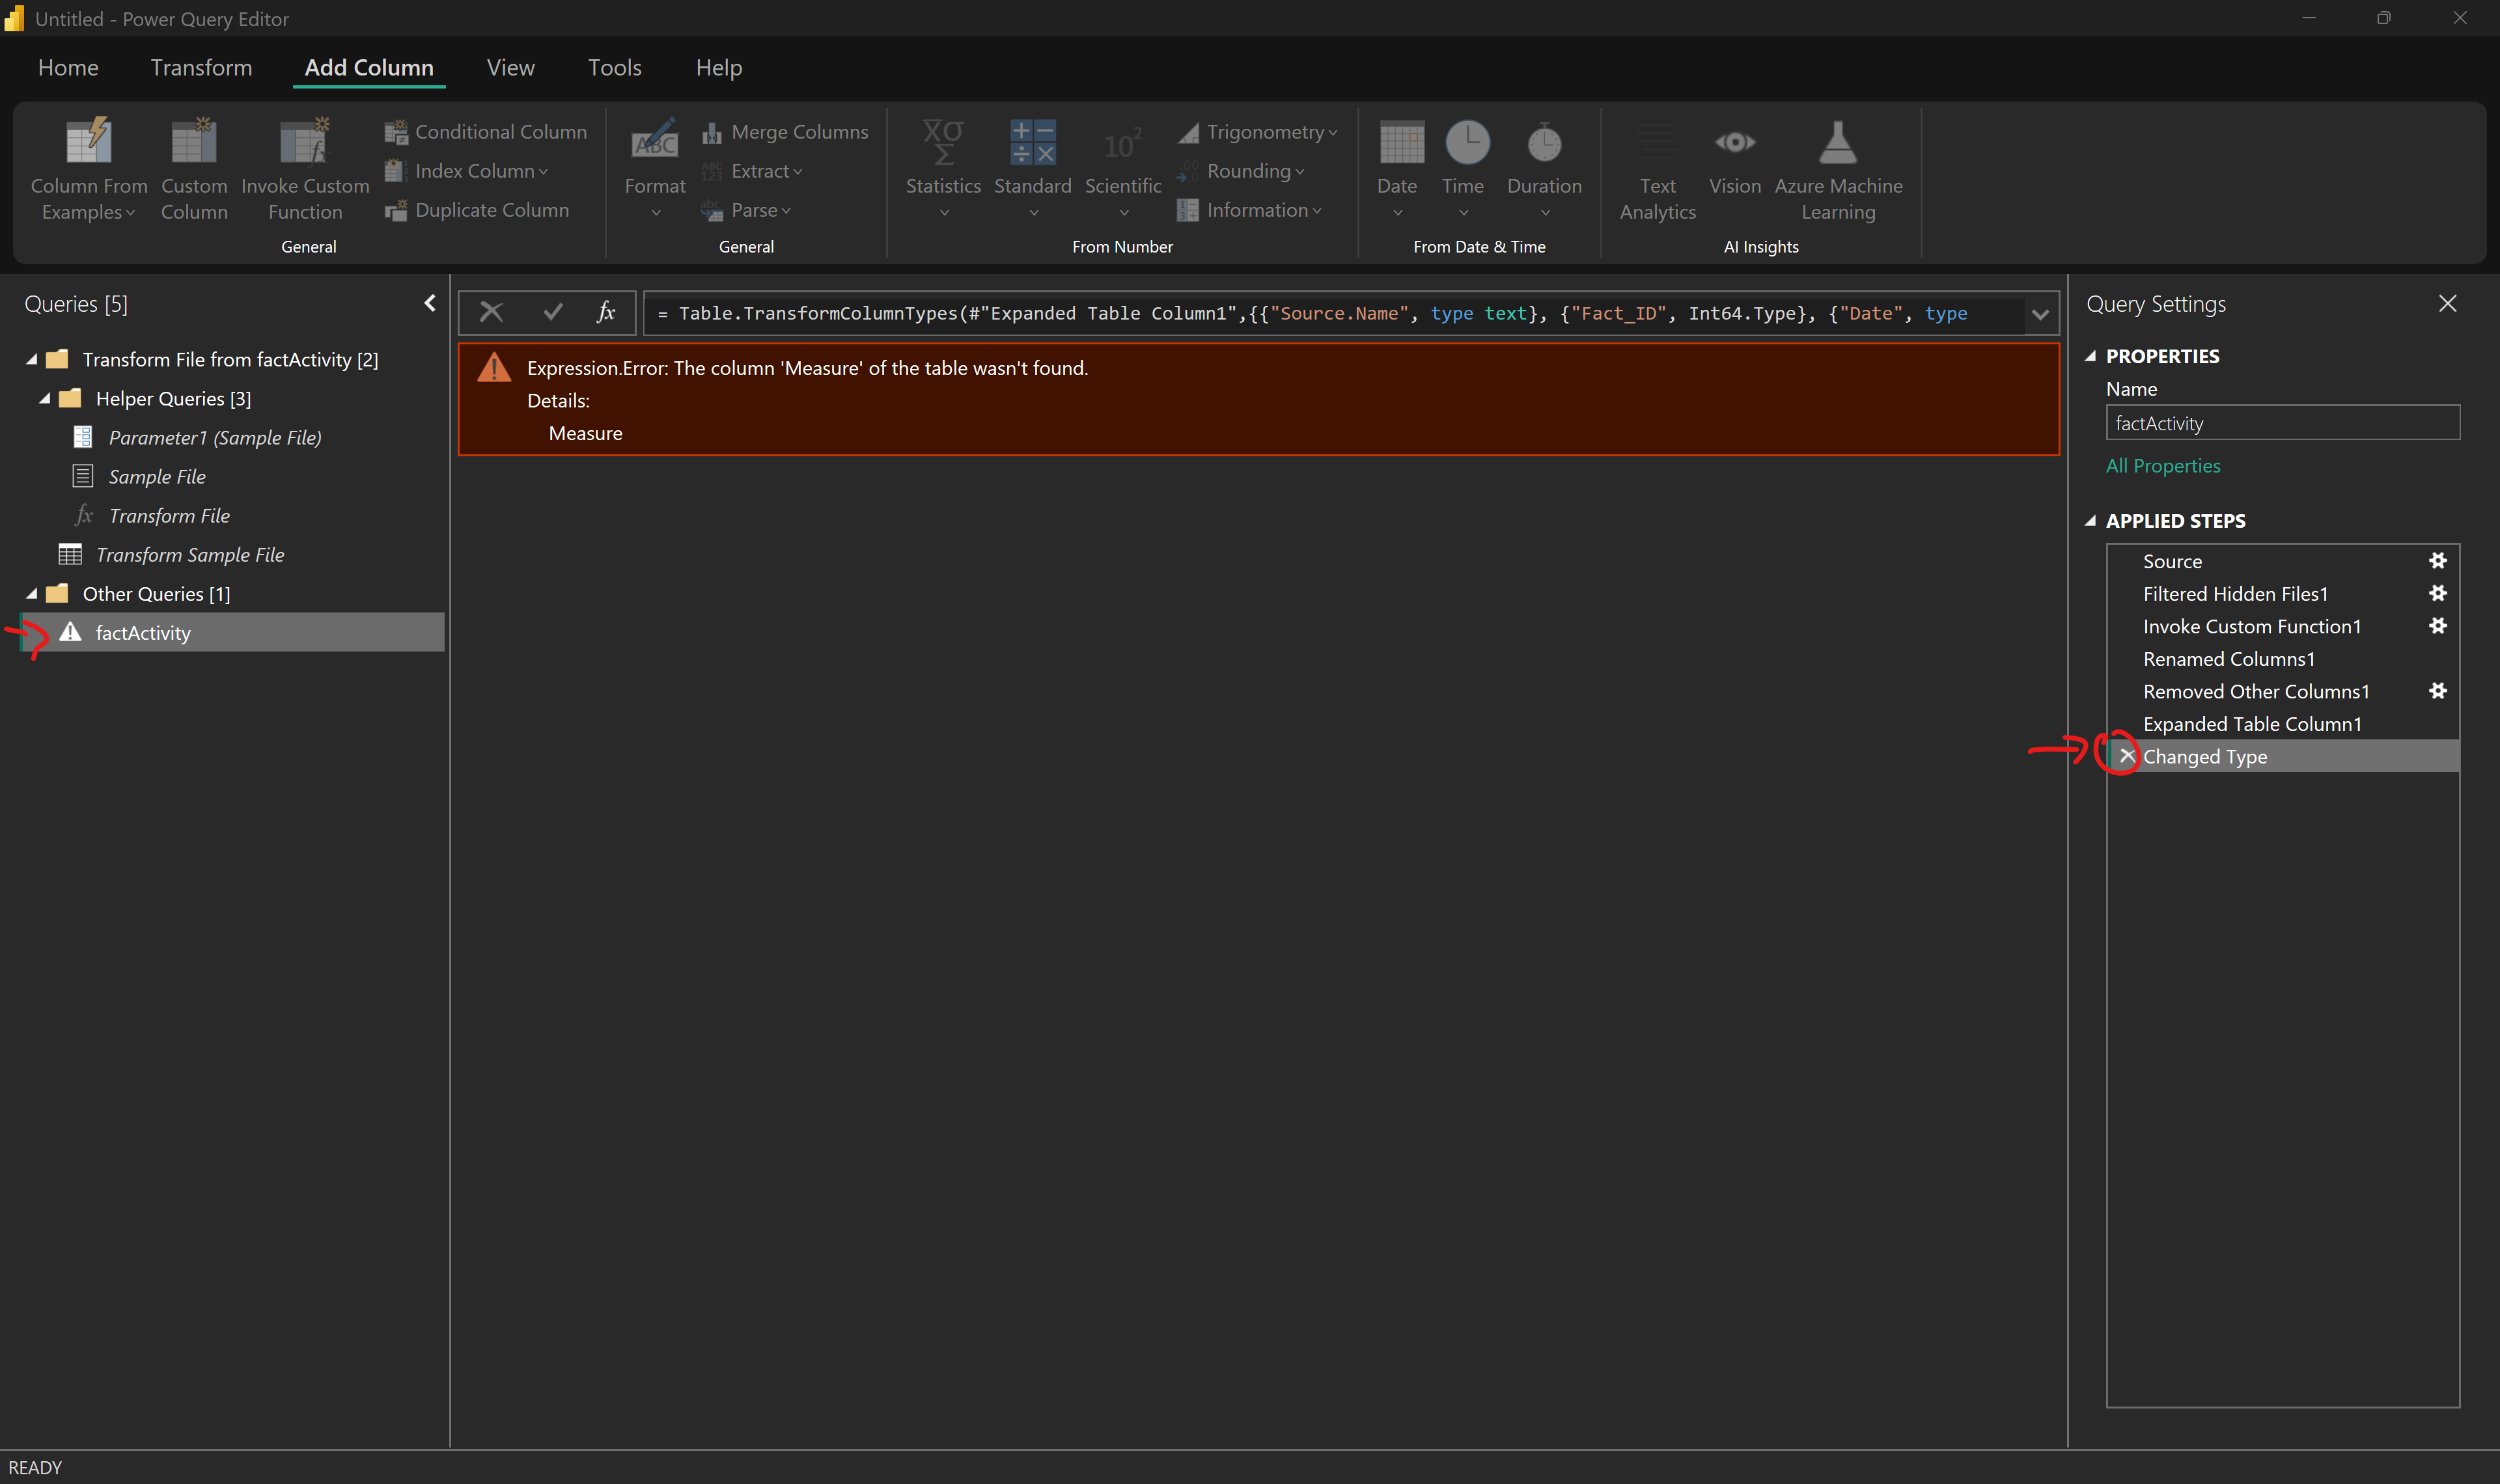 Untitled - Power Query Editor
Home Transform Add Column View Tools Help
Column From Examples
Custom Column
Invoke Custom Function
Conditional Column
Index Column
Duplicate Column
General
Format
Merge Columns
Extract
Parse
General
Statistics
Standard
Scientific
Trigonometry
Rounding
Information
From Number
Date
Time
Duration
From Date & Time
Text Analytics
Vision
Azure Machine Learning
AI Insights
Queries [5]
Transform File from factActivity [2]
Helper Queries [3]
Parameter1 (Sample File)
Sample File
Transform File
Transform Sample File
Other Queries [1]
factActivity
= Table.TransformColumnTypes(#"Expanded Table Column1",{{"Source.Name", type text}, {"Fact_ID", Int64.Type}, {"Date", type
Expression.Error: The column 'Measure' of the table wasn't found.
Details:
Measure
Query Settings
PROPERTIES
Name
factActivity
All Properties
APPLIED STEPS
Source
Filtered Hidden Files1
Invoke Custom Function1
Renamed Columns1
Removed Other Columns1
Expanded Table Column1
Changed Type
READY